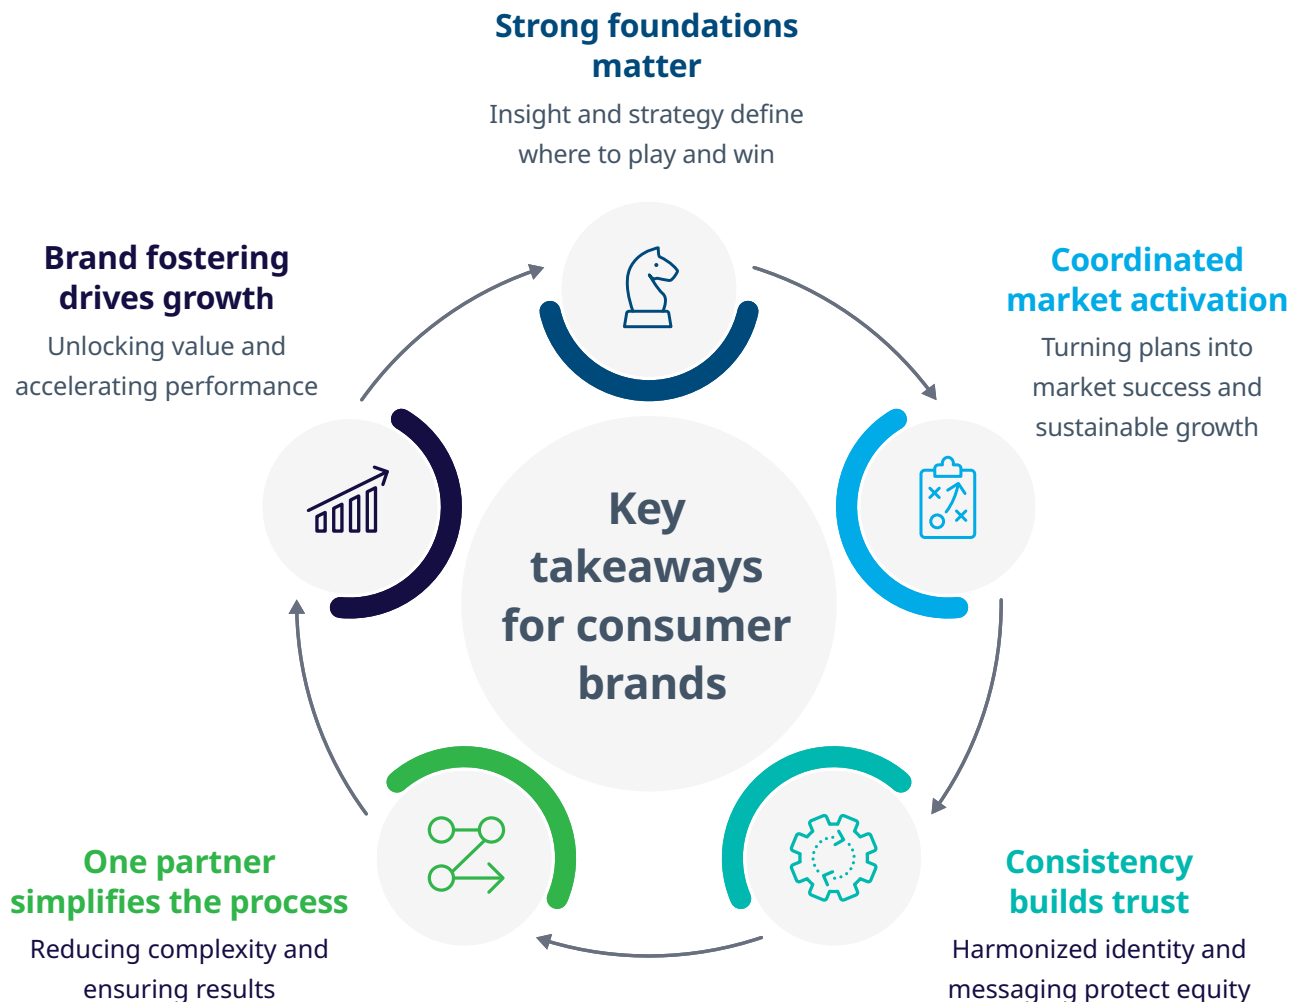 Strong foundations
matter
Insight and strategy define
where to play and win
Coordinated
market activation
Turning plans into
market success and
sustainable growth
Consistency
builds trust
Harmonized identity and
messaging protect equity
One partner
simplifies the process
Reducing complexity and
ensuring results
Brand fostering
drives growth
Unlocking value and
accelerating performance
Key
takeaways
for consumer
brands